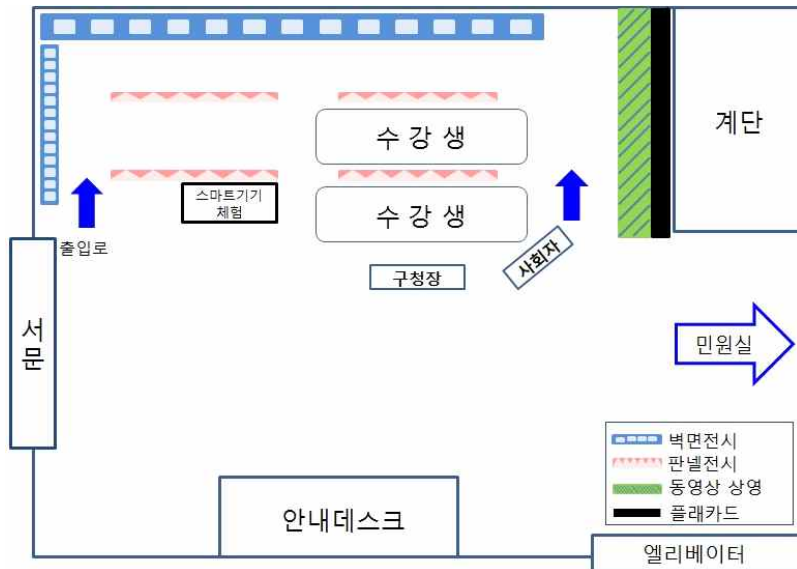 계단
수 강 생
수 강 생
스마트기기
체험
출입로
사회자
구청장
서
문
민원실
벽면전시
판넬전시
동영상 상영
플래카드
안내데스크
엘리베이터